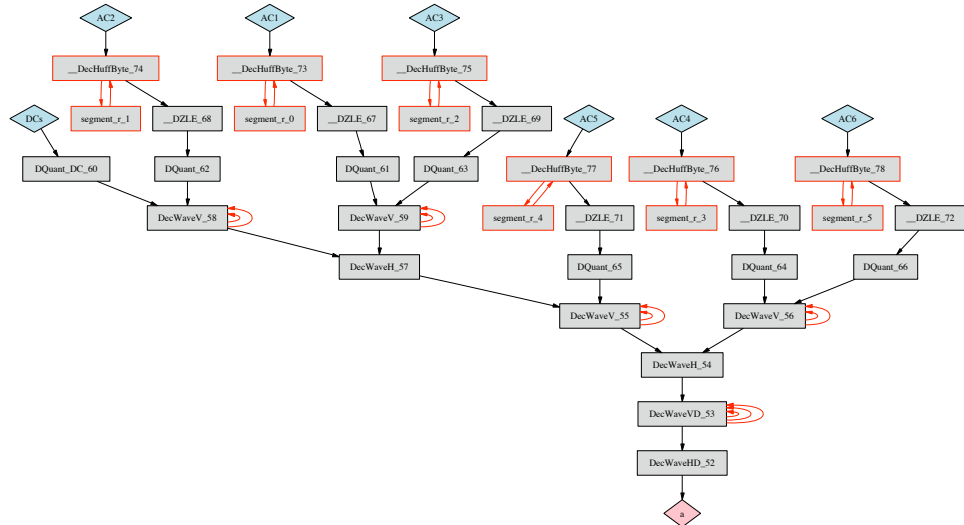 AC2
AC1
AC3
__DecHuffByte_74
__DecHuffByte_73
__DecHuffByte_75
DCs
segment_r_1
__DZLE_68
segment_r_0
__DZLE_67
segment_r_2
__DZLE_69
AC5
AC4
AC6
DQuant_DC_60
DQuant_62
DQuant_61
DQuant_63
__DecHuffByte_77
__DecHuffByte_76
__DecHuffByte_78
DecWaveV_58
DecWaveV_59
segment_r_4
__DZLE_71
segment_r_3
__DZLE_70
segment_r_5
__DZLE_72
DecWaveH_57
DQuant_65
DQuant_64
DQuant_66
DecWaveV_55
DecWaveV_56
DecWaveH_54
DecWaveVD_53
DecWaveHD_52
a